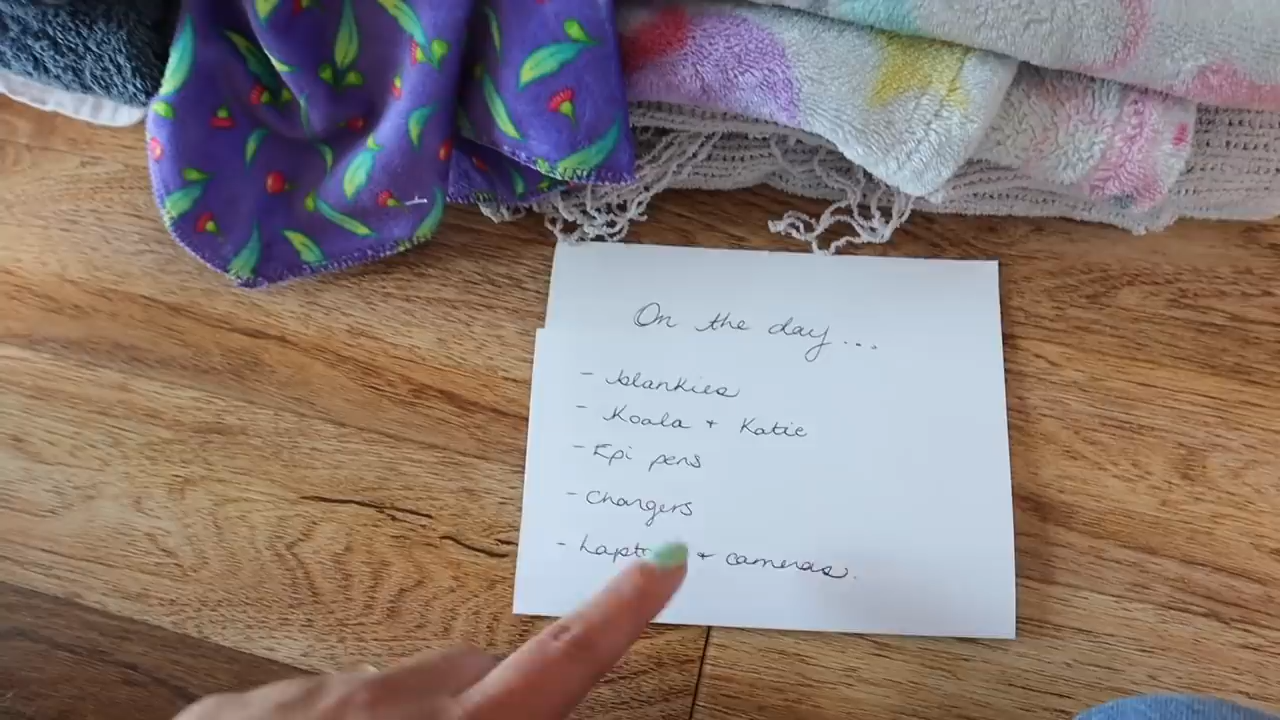 On the day...
- blankies
- Koala + Katie
- Epi pens
- Chargers
- + cameras.